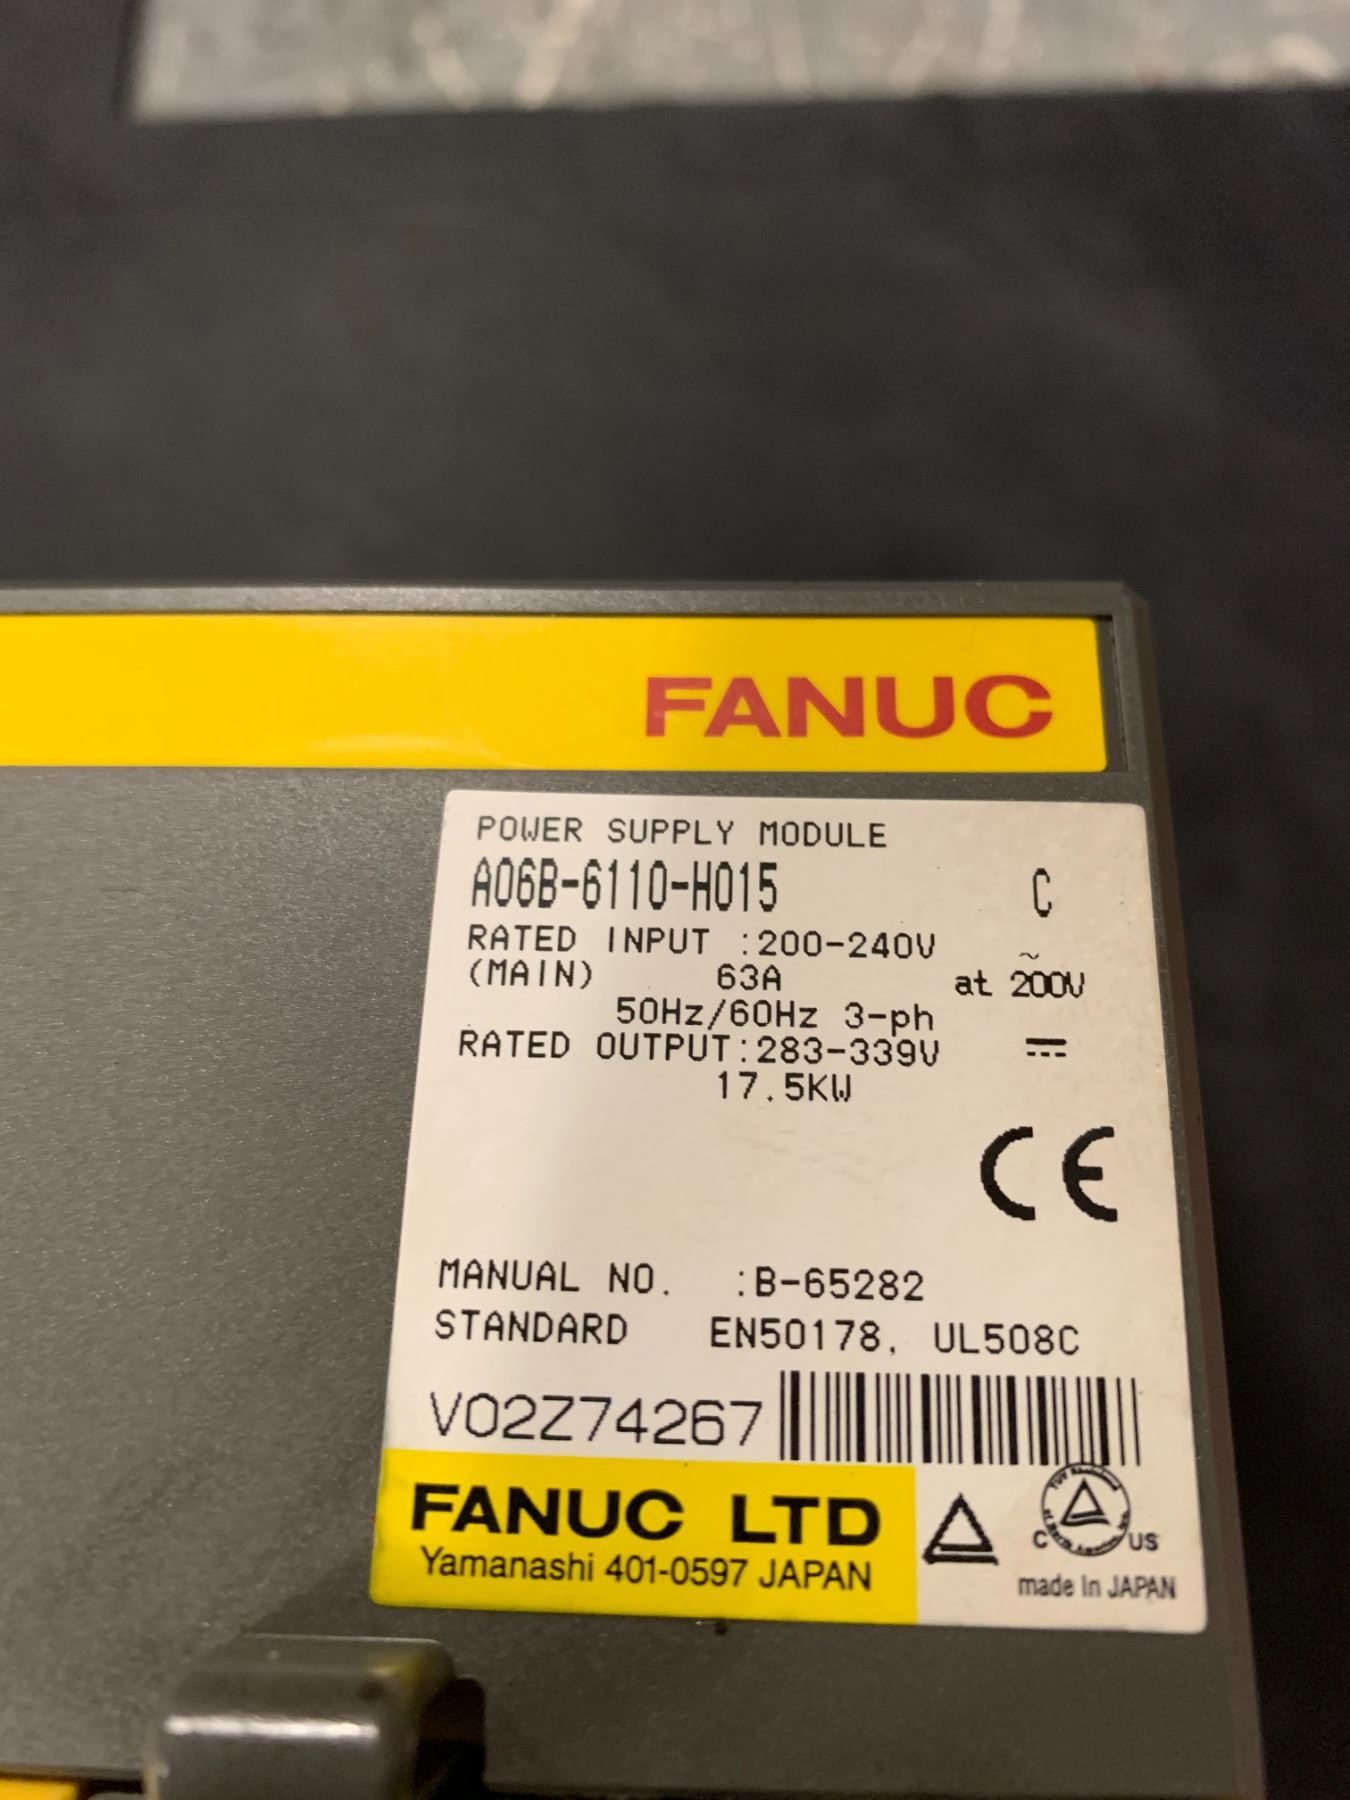 FANUC
POWER SUPPLY MODULE
A06B-6110-H015 C
RATED INPUT :200-240V ~
(MAIN) 63A at 200V
50Hz/60Hz 3-ph
RATED OUTPUT:283-339V
17.5KW
CE
MANUAL NO. :B-65282
STANDARD EN50178, UL508C
V02Z74267
FANUC LTD
Yamanashi 401-0597 JAPAN
C US
made In JAPAN